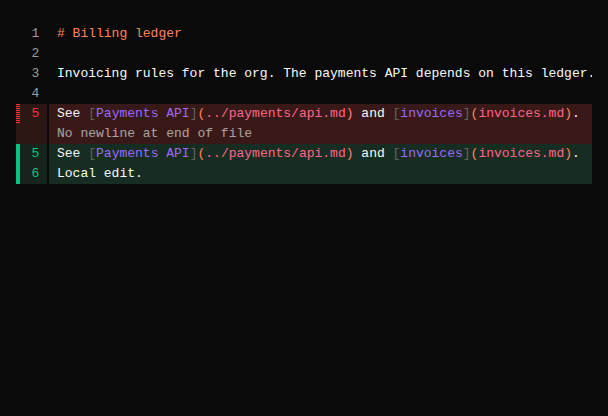 1 # Billing ledger
2
3 Invoicing rules for the org. The payments API depends on this ledger.
4
5 See [Payments API](../payments/api.md) and [invoices](invoices.md).
No newline at end of file
5 See [Payments API](../payments/api.md) and [invoices](invoices.md).
6 Local edit.